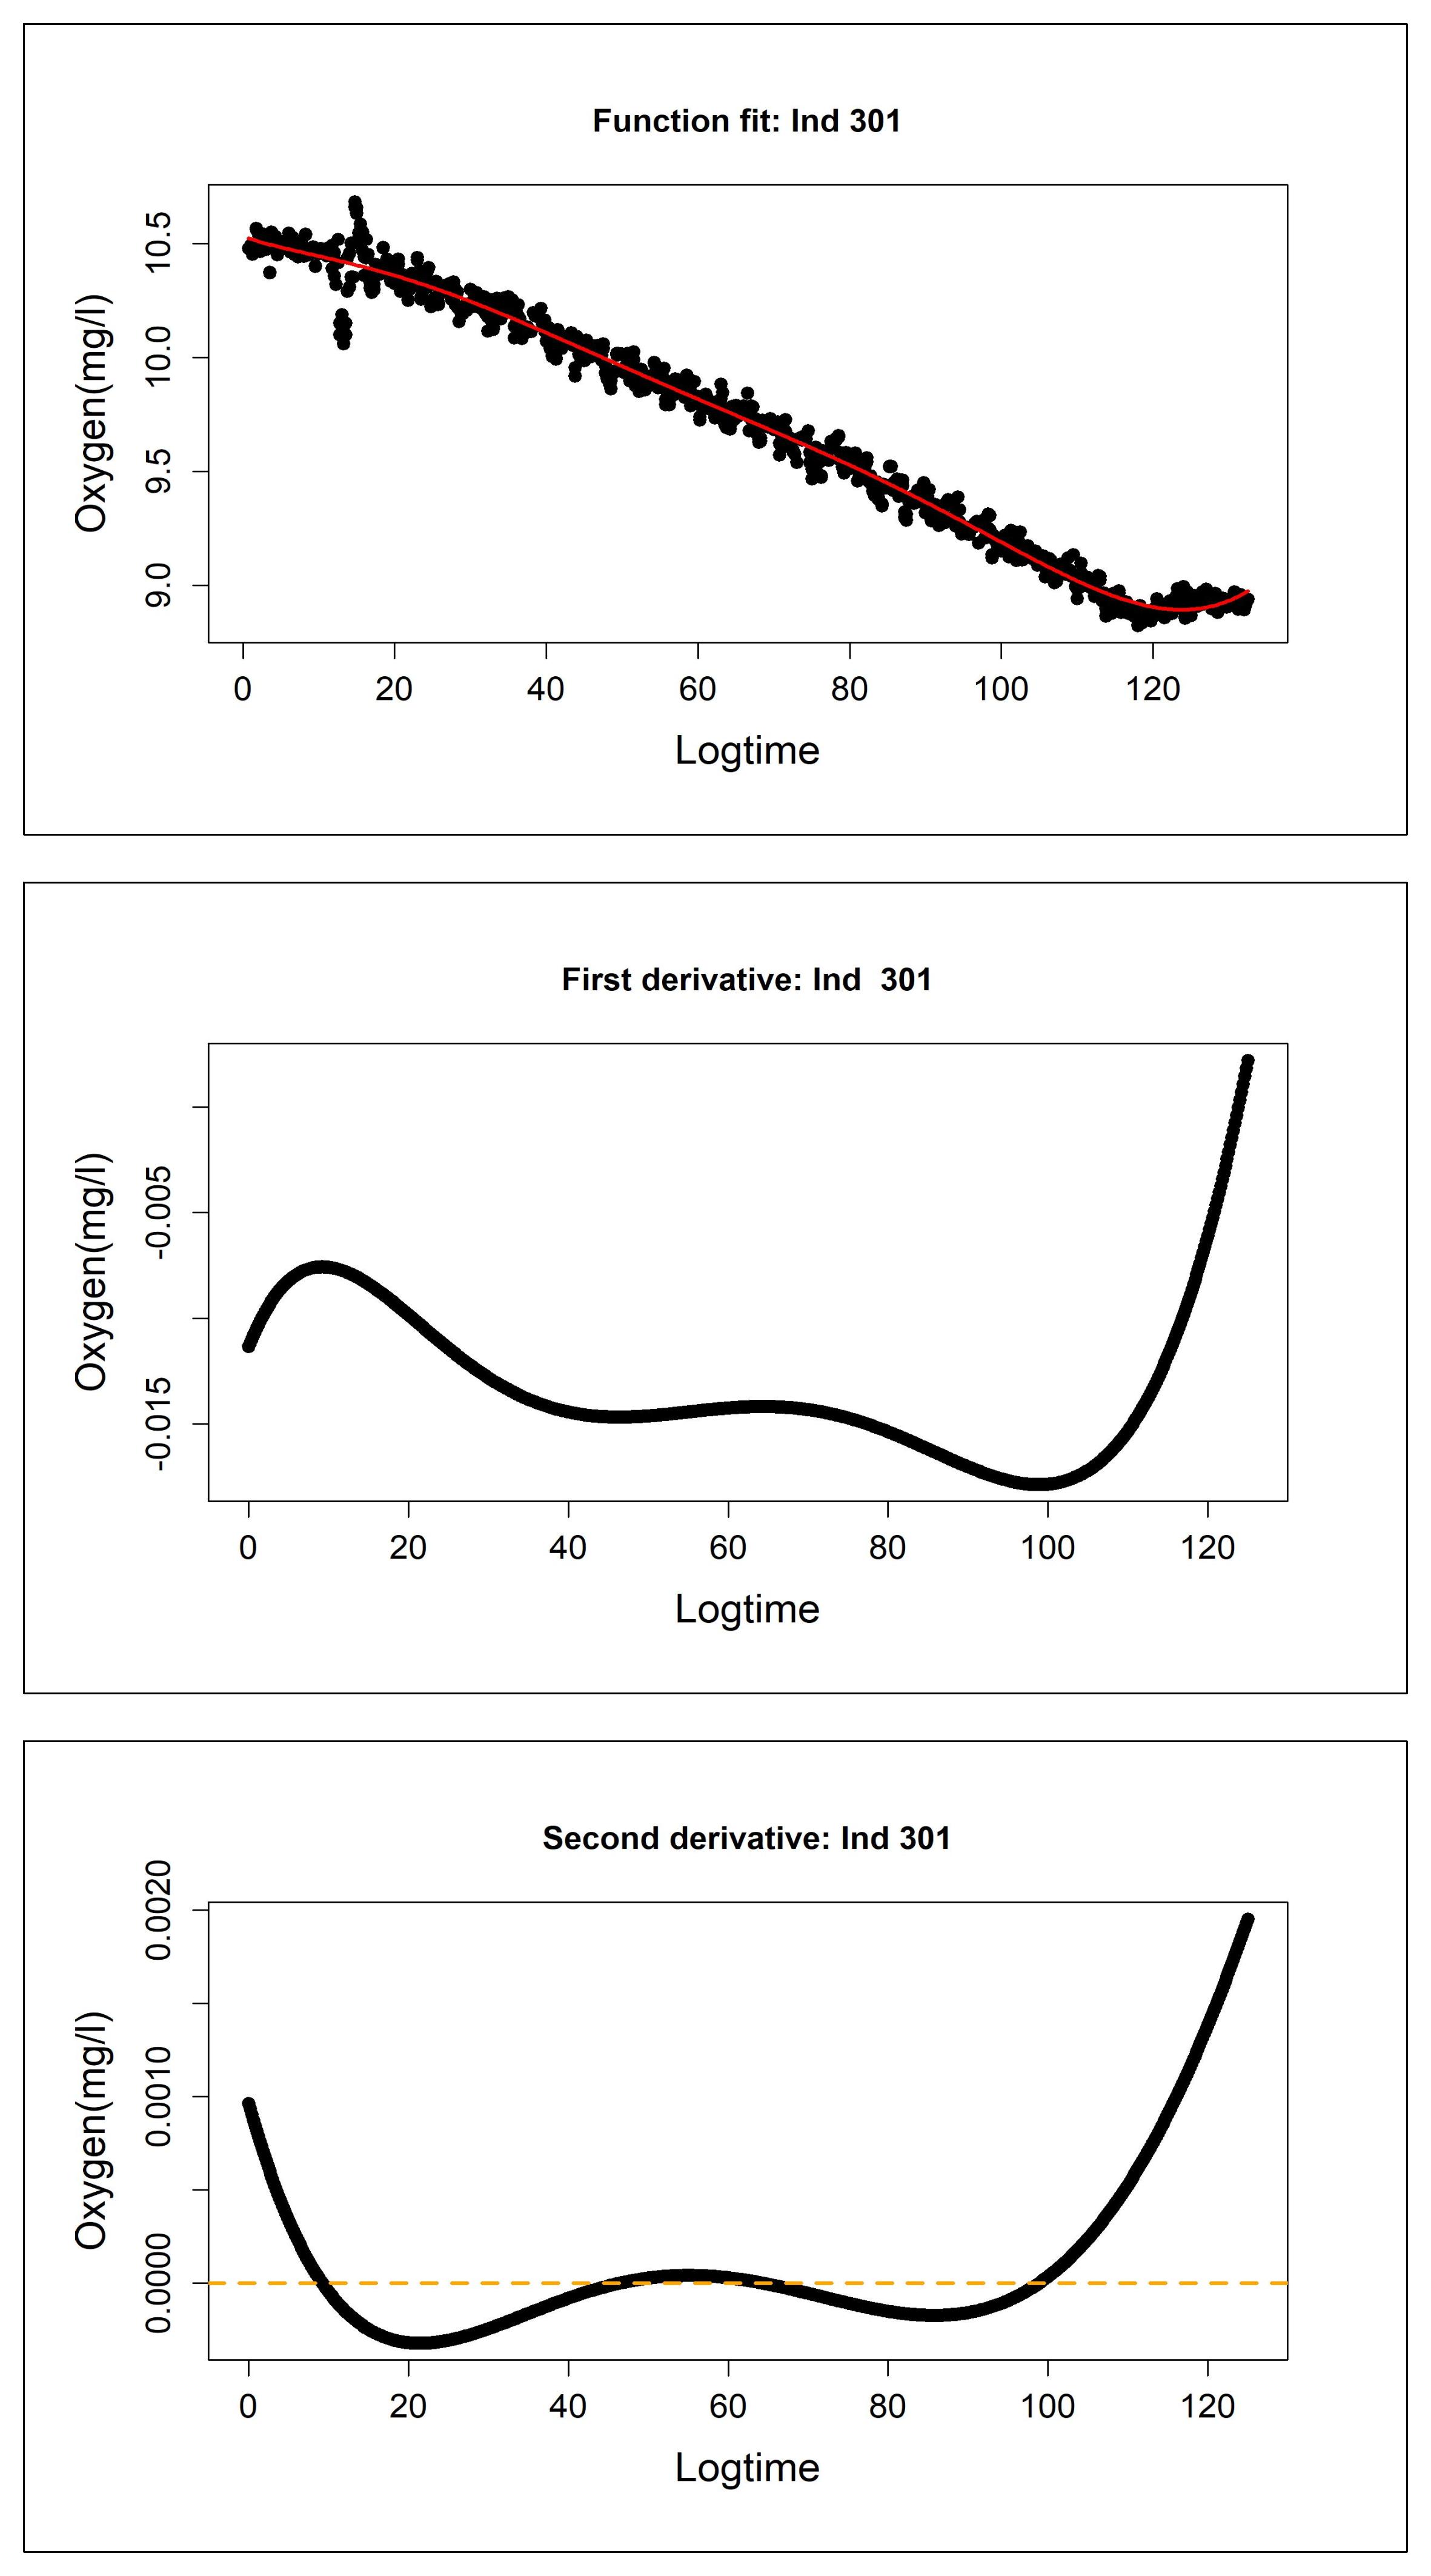 Function fit: Ind 301
Oxygen(mg/l)
10.5
10.0
9.5
9.0
0 20 40 60 80 100 120
Logtime
First derivative: Ind  301
Oxygen(mg/l)
-0.005
-0.015
0 20 40 60 80 100 120
Logtime
Second derivative: Ind 301
Oxygen(mg/l)
0.0020
0.0010
0.0000
0 20 40 60 80 100 120
Logtime